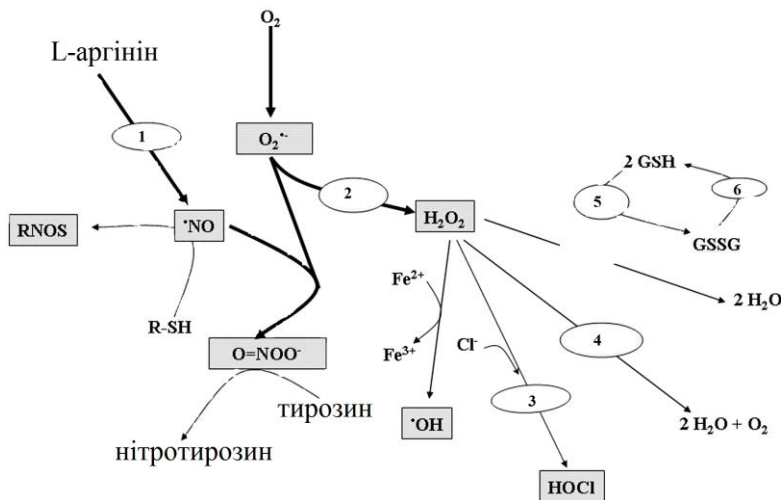 O₂
L-аргінін
1
O₂•-
2
2 GSH
5
6
GSSG
RNOS
•NO
H₂O₂
R-SH
Fe²⁺
Fe³⁺
2 H₂O
O=NOO⁻
Cl⁻
4
тирозин
3
•OH
2 H₂O + O₂
нітротирозин
HOCl